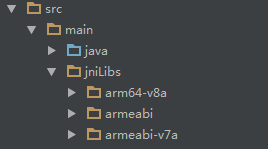 src
main
java
jniLibs
arm64-v8a
armeabi
armeabi-v7a